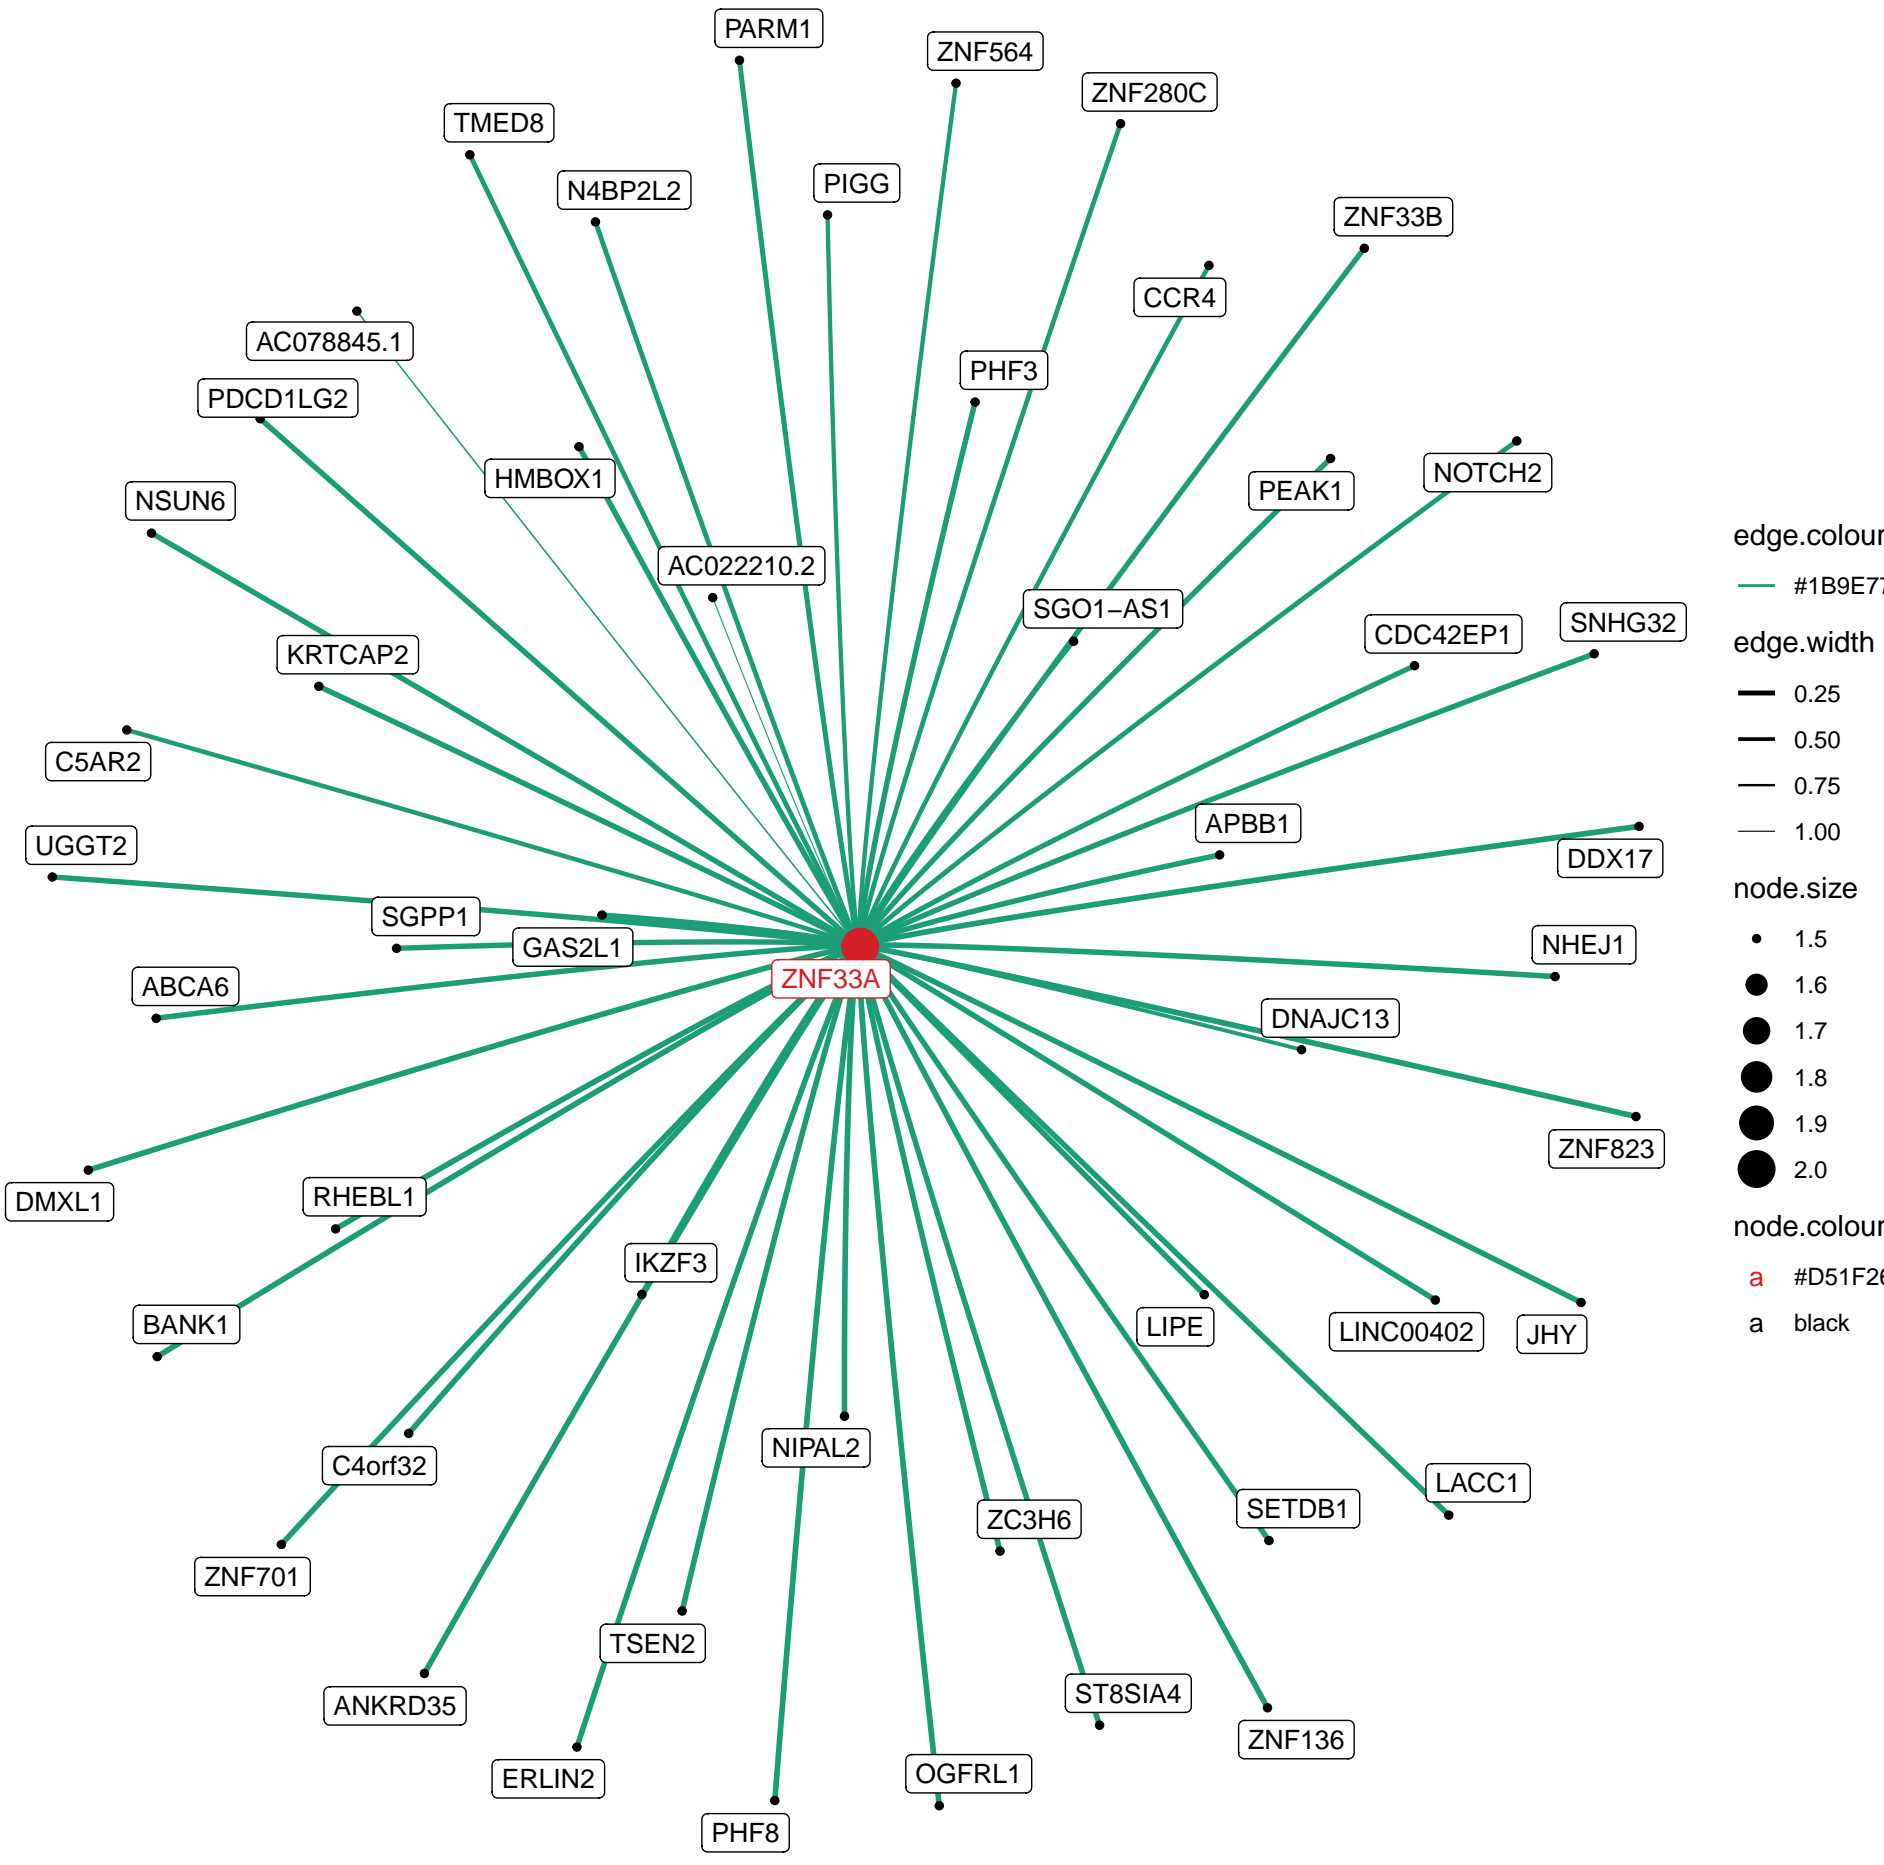 PARM1
ZNF564
ZNF280C
TMED8
N4BP2L2
PIGG
ZNF33B
CCR4
AC078845.1
PHF3
PDCD1LG2
NOTCH2
HMBOX1
PEAK1
NSUN6
AC022210.2
SGO1−AS1
SNHG32
CDC42EP1
KRTCAP2
C5AR2
APBB1
UGGT2
DDX17
SGPP1
GAS2L1
NHEJ1
ZNF33A
ABCA6
DNAJC13
ZNF823
RHEBL1
DMXL1
IKZF3
BANK1
LIPE
LINC00402
JHY
NIPAL2
C4orf32
LACC1
SETDB1
ZC3H6
ZNF701
TSEN2
ST8SIA4
ANKRD35
ZNF136
OGFRL1
ERLIN2
PHF8
edge.colour
#1B9E77
edge.width
0.25
0.50
0.75
1.00
node.size
1.5
1.6
1.7
1.8
1.9
2.0
node.colour
a #D51F26
a black